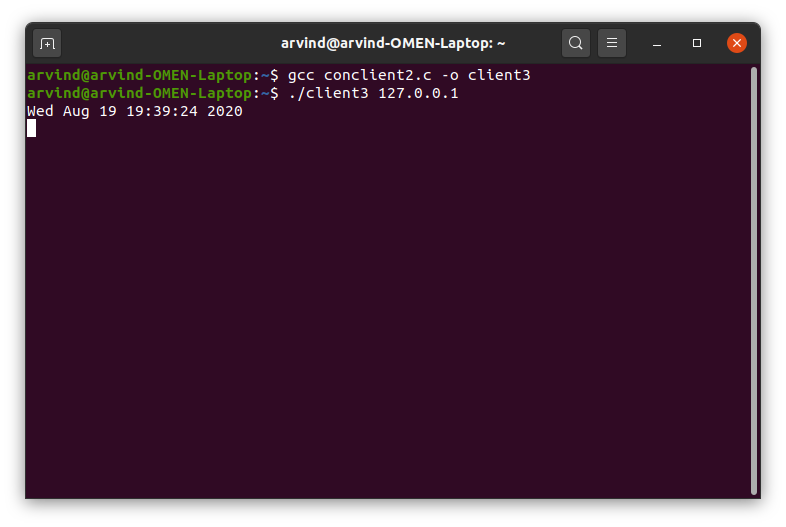 arvind@arvind-OMEN-Laptop: ~
arvind@arvind-OMEN-Laptop:~$ gcc conclient2.c -o client3
arvind@arvind-OMEN-Laptop:~$ ./client3 127.0.0.1
Wed Aug 19 19:39:24 2020